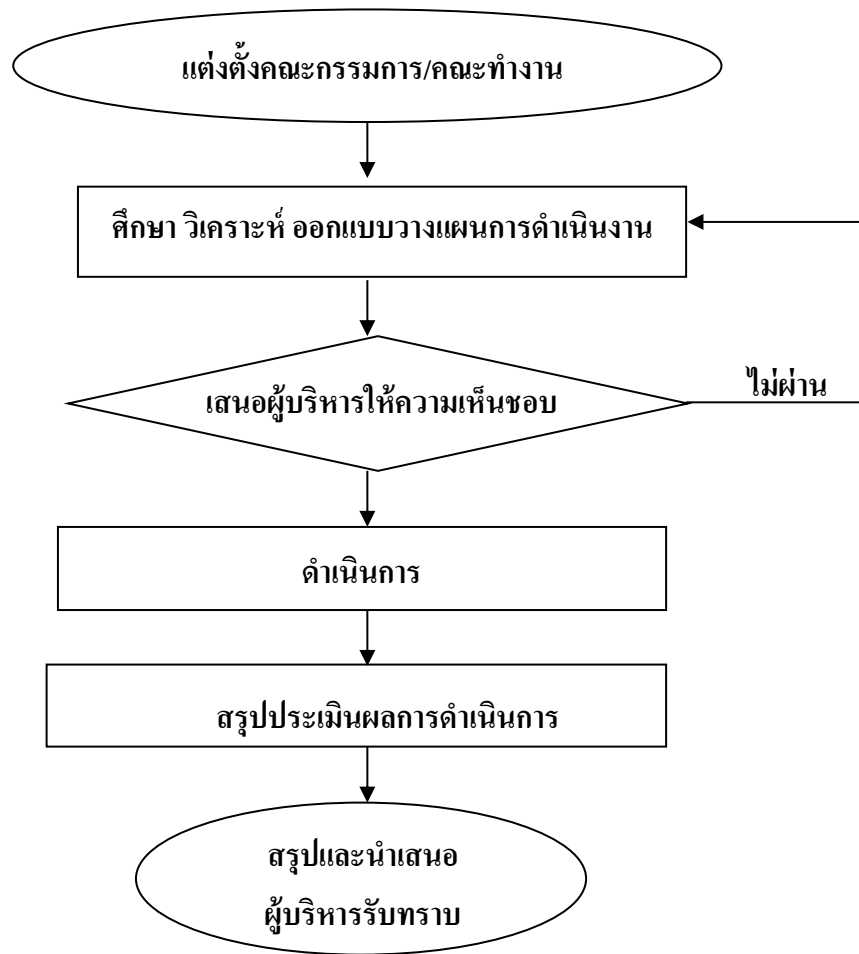 แต่งตั้งคณะกรรมการ/คณะทำงาน
ศึกษา วิเคราะห์ ออกแบบวางแผนการดำเนินงาน
เสนอผู้บริหารให้ความเห็นชอบ
ไม่ผ่าน
ดำเนินการ
สรุปประเมินผลการดำเนินการ
สรุปและนำเสนอ
ผู้บริหารรับทราบ